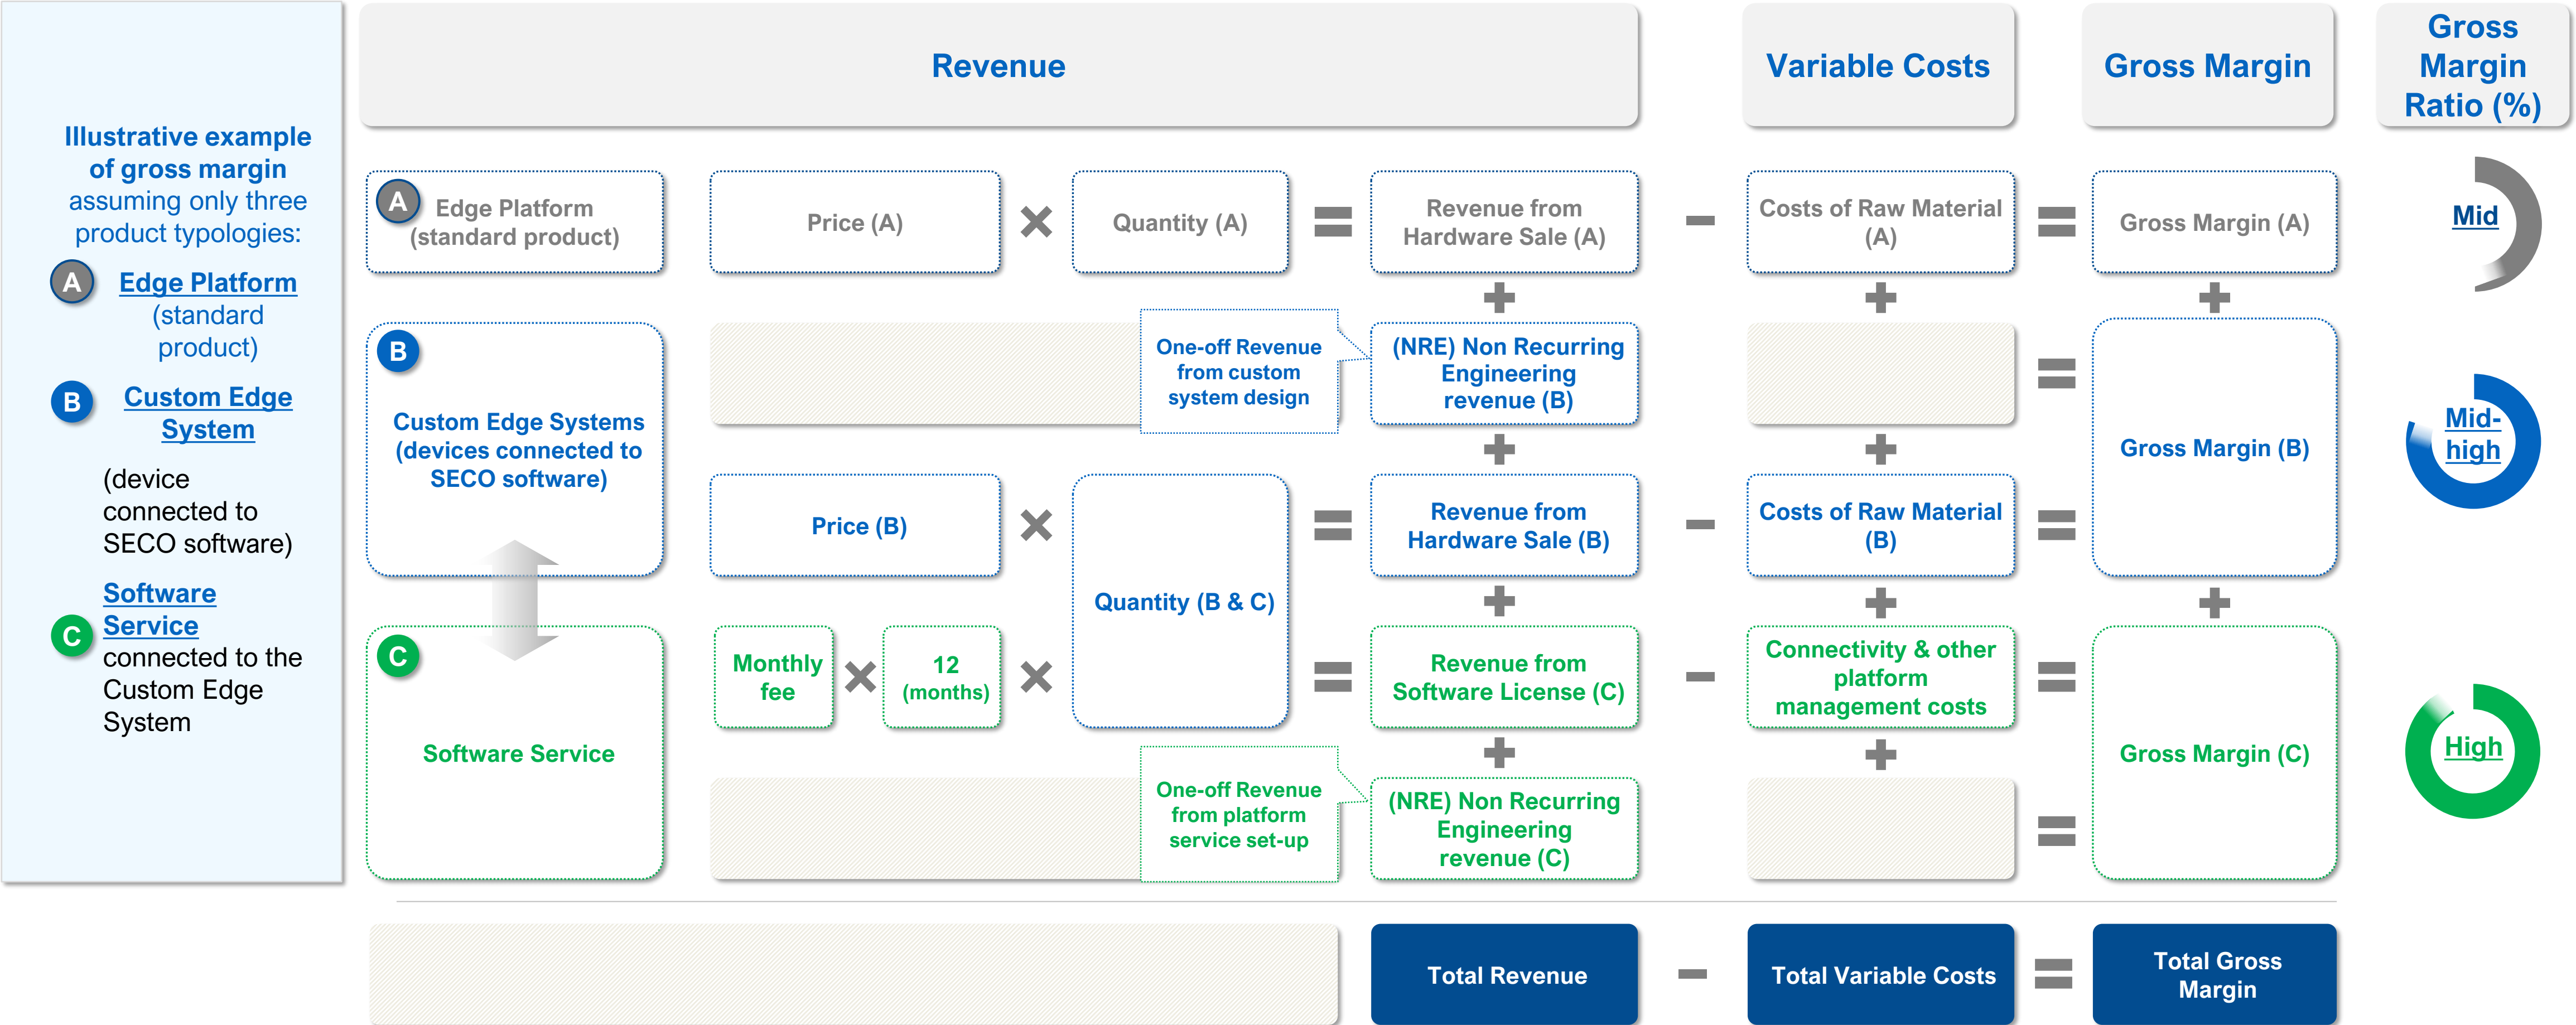 Illustrative example
of gross margin
assuming only three
product typologies:
A
Edge Platform
(standard
product)
B
Custom Edge
System
(device
connected to
SECO software)
C
Software
Service
connected to the
Custom Edge
System
Revenue
Variable Costs
Gross Margin
Gross
Margin
Ratio (%)
A
Edge Platform
(standard product)
Price (A)
×
Quantity (A)
=
Revenue from
Hardware Sale (A)
−
Costs of Raw Material
(A)
=
Gross Margin (A)
Mid
+
+
+
B
Custom Edge Systems
(devices connected to
SECO software)
One-off Revenue
from custom
system design
(NRE) Non Recurring
Engineering
revenue (B)
=
Gross Margin (B)
Mid-
high
+
+
Price (B)
×
Quantity (B & C)
=
Revenue from
Hardware Sale (B)
−
Costs of Raw Material
(B)
=
+
+
+
C
Software Service
Monthly
fee
×
12
(months)
×
=
Revenue from
Software License (C)
−
Connectivity & other
platform
management costs
=
Gross Margin (C)
High
+
+
One-off Revenue
from platform
service set-up
(NRE) Non Recurring
Engineering
revenue (C)
=
Total Revenue
−
Total Variable Costs
=
Total Gross
Margin